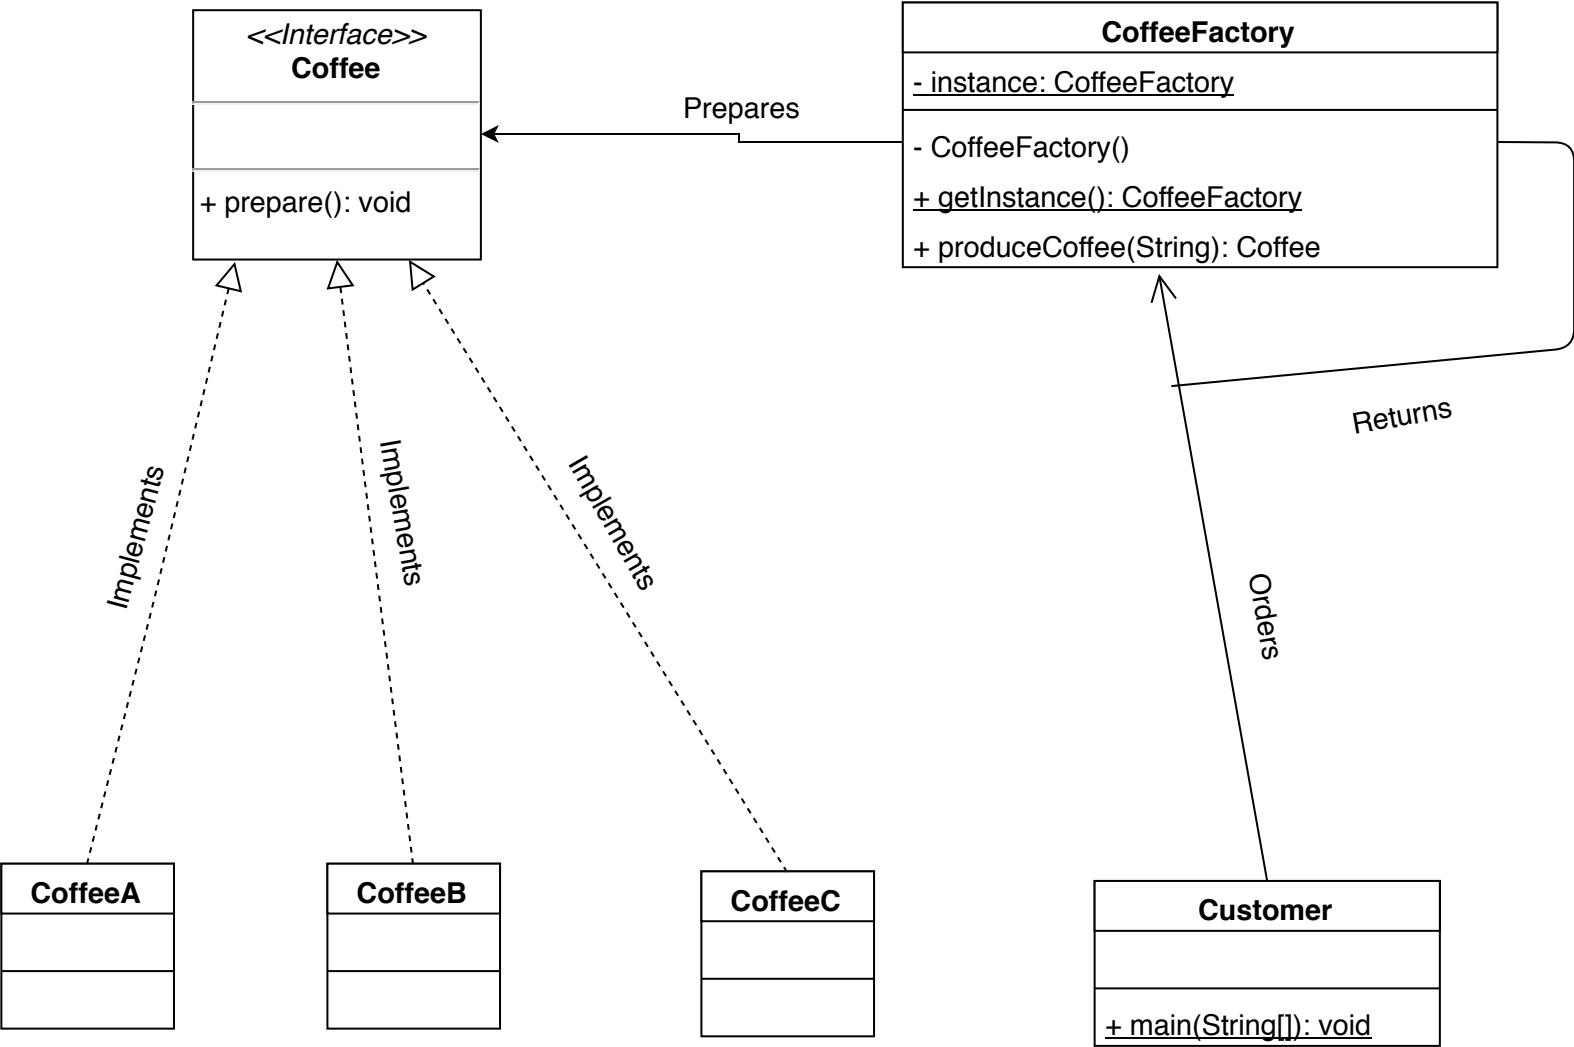 <<Interface>>
Coffee
+ prepare(): void
Prepares
CoffeeFactory
- instance: CoffeeFactory
- CoffeeFactory()
+ getInstance(): CoffeeFactory
+ produceCoffee(String): Coffee
Returns
Implements
Implements
Implements
Orders
CoffeeA
CoffeeB
CoffeeC
Customer
+ main(String[]): void